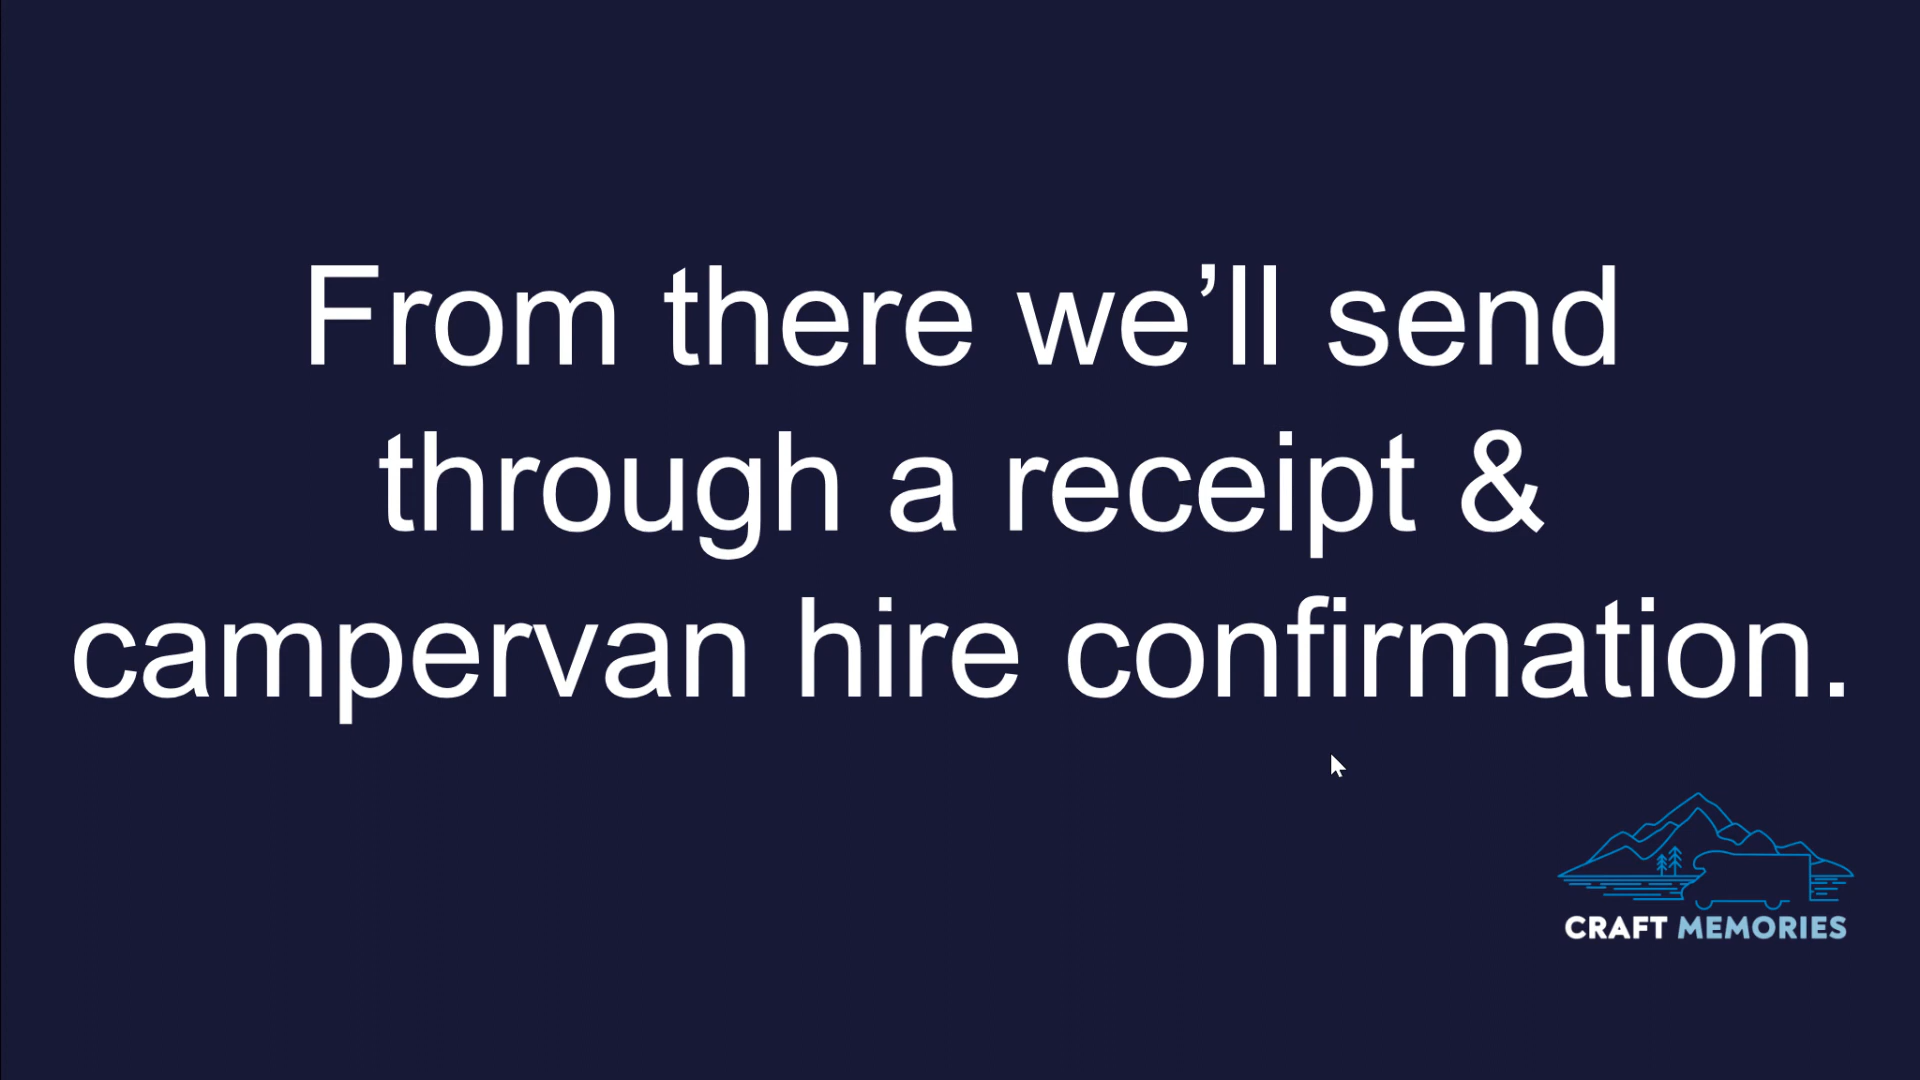 From there we’ll send
through a receipt &
campervan hire confirmation.
CRAFT MEMORIES